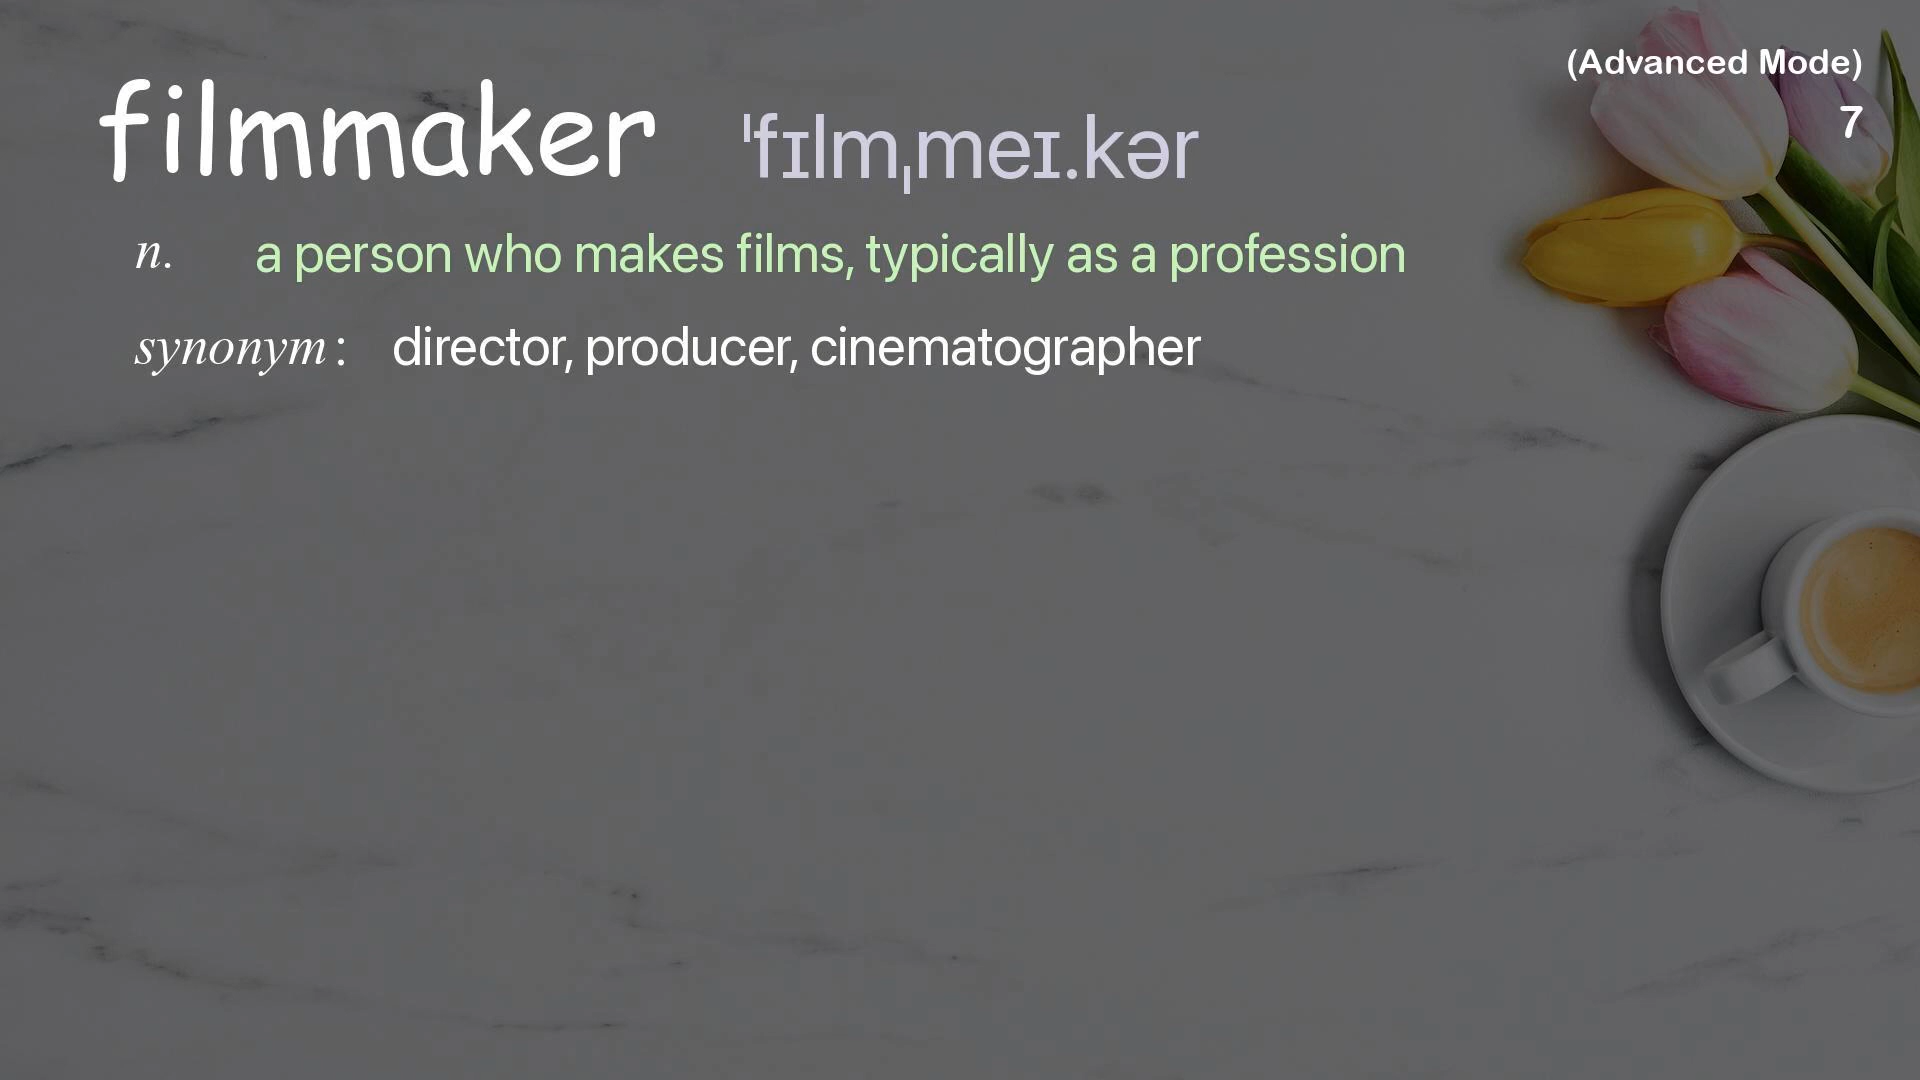 (Advanced Mode)
filmmaker ˈfɪlmˌmeɪ.kər
7
n. a person who makes films, typically as a profession
synonym: director, producer, cinematographer